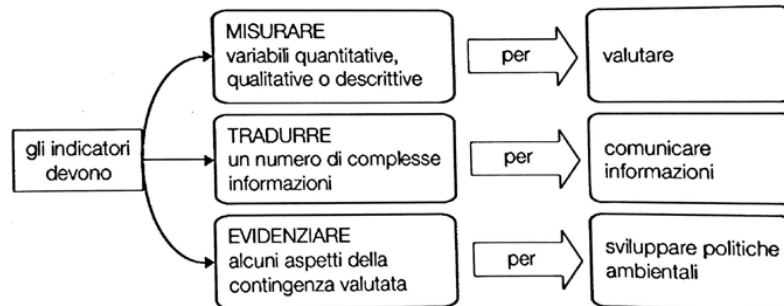 gli indicatori
devono
MISURARE
variabili quantitative,
qualitative o descrittive
per
valutare
TRADURRE
un numero di complesse
informazioni
per
comunicare
informazioni
EVIDENZIARE
alcuni aspetti della
contingenza valutata
per
sviluppare politiche
ambientali